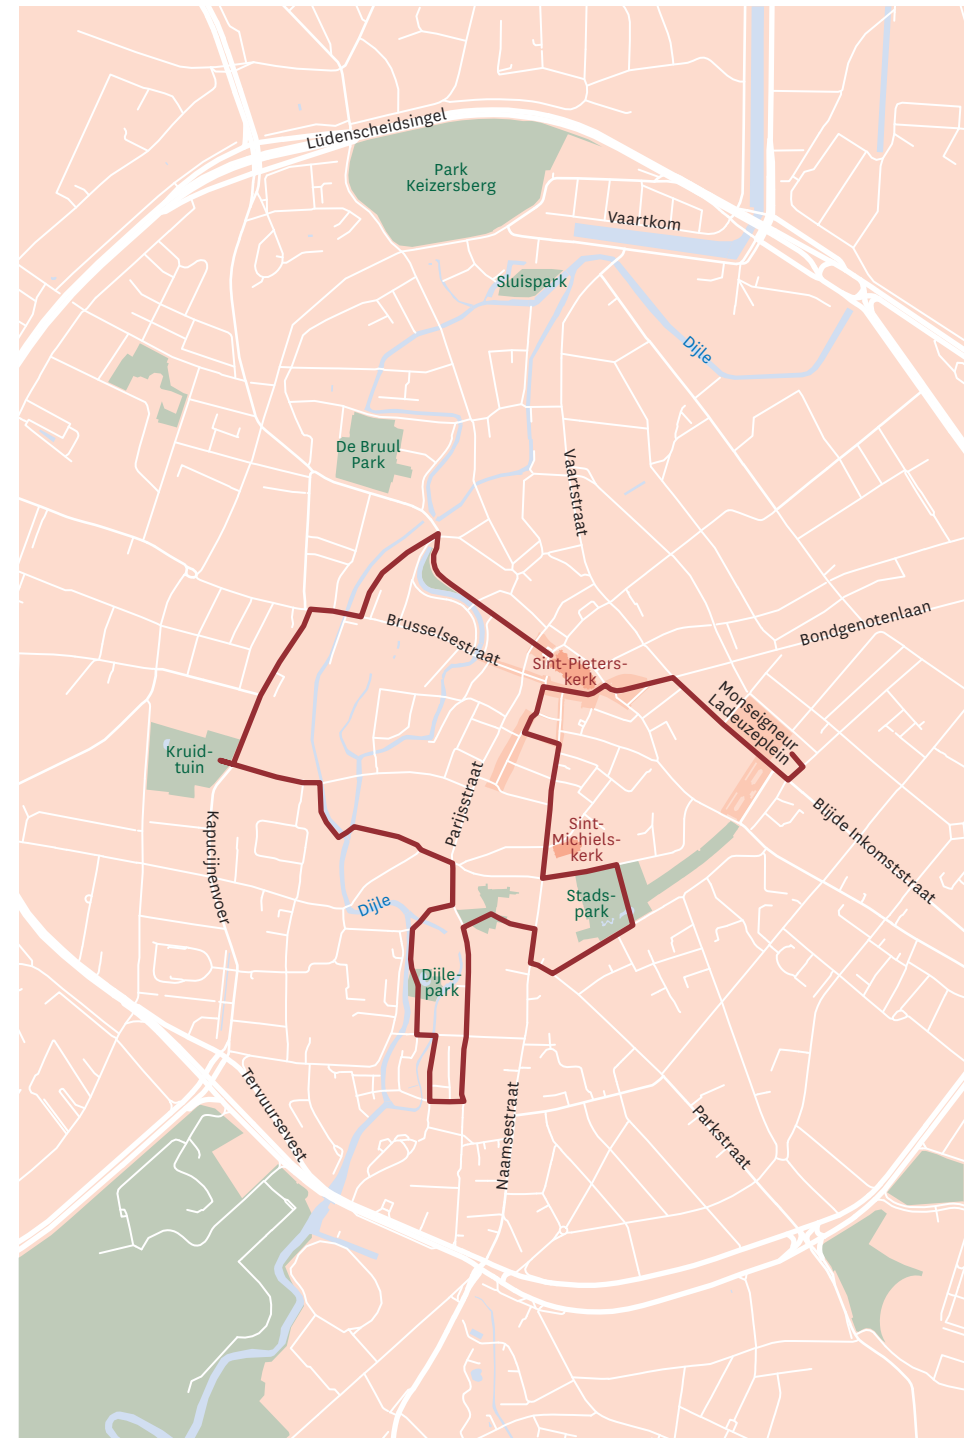 Lüdenscheidsingel
Park
Keizersberg
Vaartkom
Sluispark
Dijle
De Bruul
Park
Vaartstraat
Brusselsestraat
Bondgenotenlaan
Sint-Pieters-
kerk
Monseigneur
Ladeuzeplein
Kruid-
tuin
Parijsstraat
Kapucijnenvoer
Sint-
Michiels-
kerk
Blijde Inkomststraat
Stads-
park
Dijle
Dijle-
park
Tervuursevest
Naamsestraat
Parkstraat